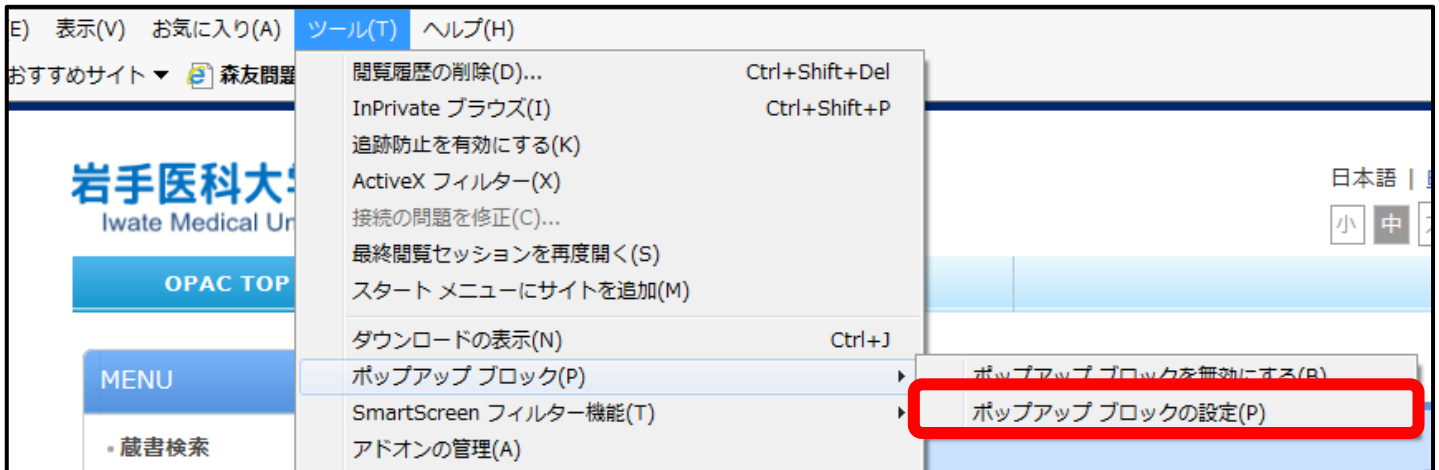 E) 表示(V) お気に入り(A) ツール(T) ヘルプ(H)
おすすめサイト ▼ 森友問題
閲覧履歴の削除(D)... Ctrl+Shift+Del
InPrivate ブラウズ(I) Ctrl+Shift+P
追跡防止を有効にする(K)
ActiveX フィルター(X)
接続の問題を修正(C)...
最終閲覧セッションを再度開く(S)
スタート メニューにサイトを追加(M)
ダウンロードの表示(N) Ctrl+J
ポップアップ ブロック(P)
SmartScreen フィルター機能(T)
アドオンの管理(A)
ポップアップ ブロックを無効にする(B)
ポップアップ ブロックの設定(P)
岩手医科大
Iwate Medical Un
日本語 |
小 中
OPAC TOP
MENU
蔵書検索